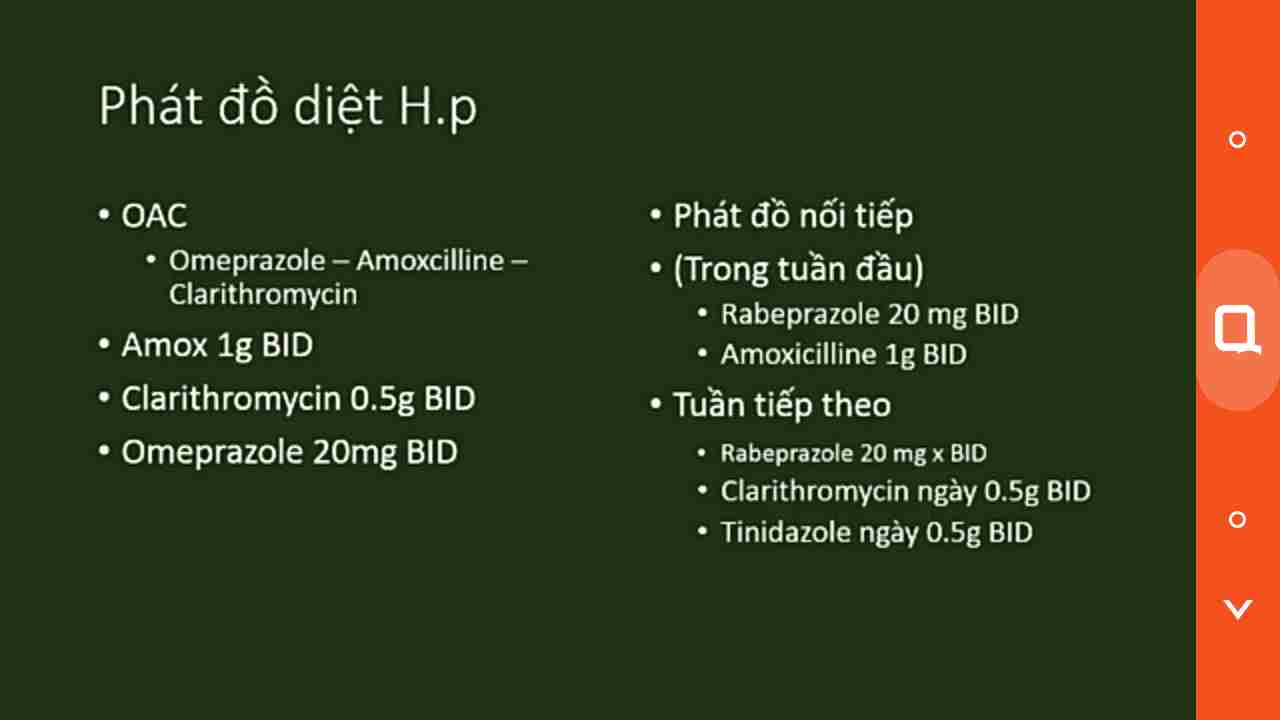 Phát đồ diệt H.p
• OAC
• Omeprazole – Amoxcilline –
Clarithromycin
• Amox 1g BID
• Clarithromycin 0.5g BID
• Omeprazole 20mg BID
• Phát đồ nối tiếp
• (Trong tuần đầu)
• Rabeprazole 20 mg BID
• Amoxicilline 1g BID
• Tuần tiếp theo
• Rabeprazole 20 mg x BID
• Clarithromycin ngày 0.5g BID
• Tinidazole ngày 0.5g BID